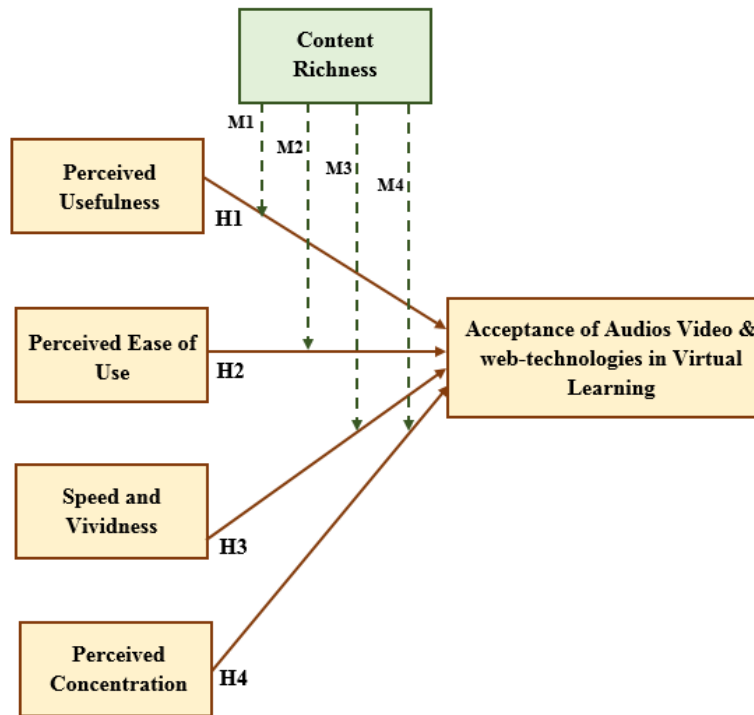 Content
Richness
M1
M2
M3
M4
Perceived
Usefulness
H1
Perceived Ease of
Use
H2
Acceptance of Audios Video &
web-technologies in Virtual
Learning
Speed and
Vividness
H3
Perceived
Concentration
H4